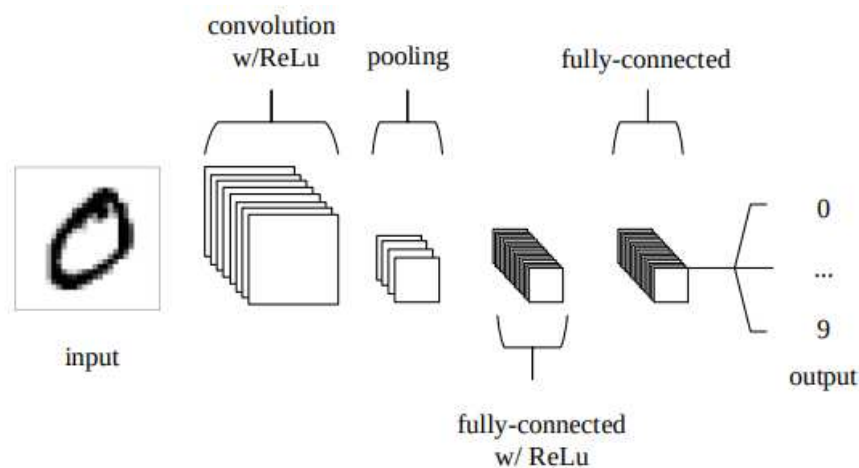 convolution
w/ReLu
pooling
fully-connected
0
...
9
input
output
fully-connected
w/ ReLu